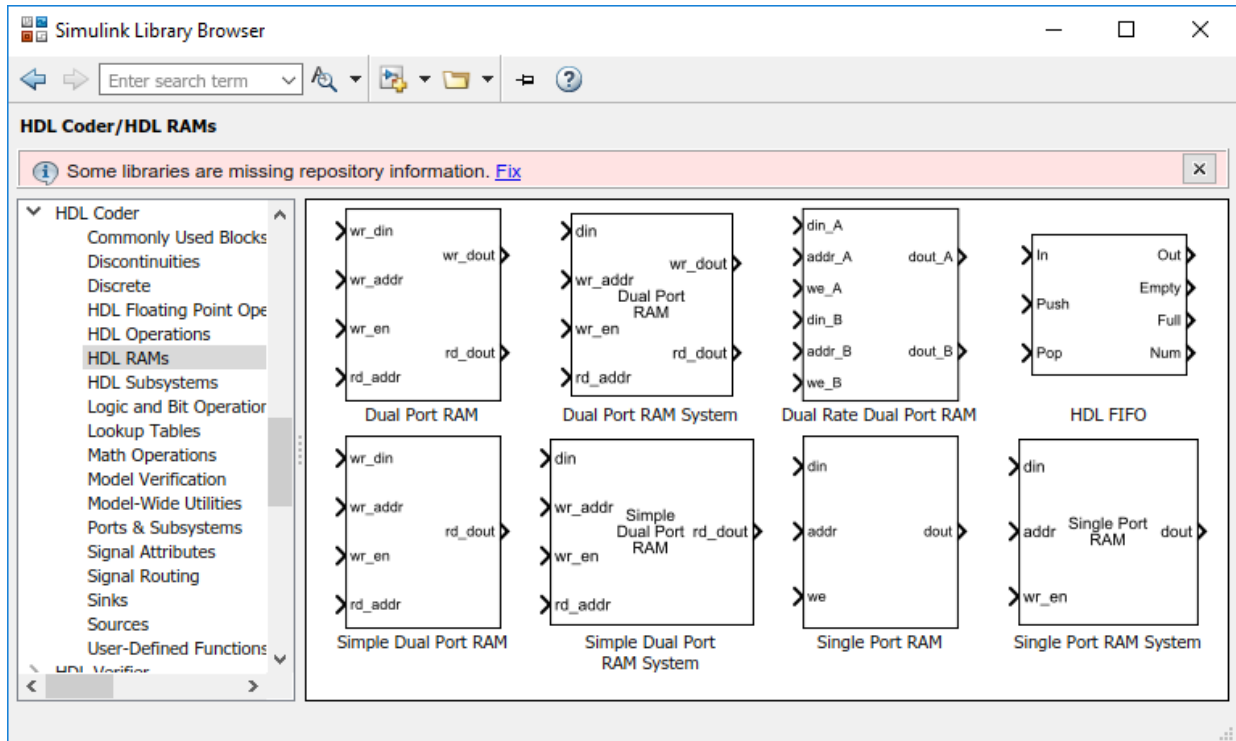 Simulink Library Browser
Enter search term
HDL Coder/HDL RAMs
Some libraries are missing repository information. Fix
HDL Coder
Commonly Used Blocks
Discontinuities
Discrete
HDL Floating Point Ope
HDL Operations
HDL RAMs
HDL Subsystems
Logic and Bit Operation
Lookup Tables
Math Operations
Model Verification
Model-Wide Utilities
Ports & Subsystems
Signal Attributes
Signal Routing
Sinks
Sources
User-Defined Functions
HDL Verifier
wr_din
wr_dout
wr_addr
wr_en
rd_dout
rd_addr
Dual Port RAM
din
wr_dout
wr_addr
Dual Port
RAM
wr_en
rd_dout
rd_addr
Dual Port RAM System
din_A
addr_A dout_A
we_A
din_B
addr_B dout_B
we_B
Dual Rate Dual Port RAM
In Out
Empty
Push
Full
Pop Num
HDL FIFO
wr_din
wr_addr
rd_dout
wr_en
rd_addr
Simple Dual Port RAM
din
wr_addr
Simple
Dual Port rd_dout
RAM
wr_en
rd_addr
Simple Dual Port
RAM System
din
addr dout
we
Single Port RAM
din
Single Port
addr dout
RAM
wr_en
Single Port RAM System